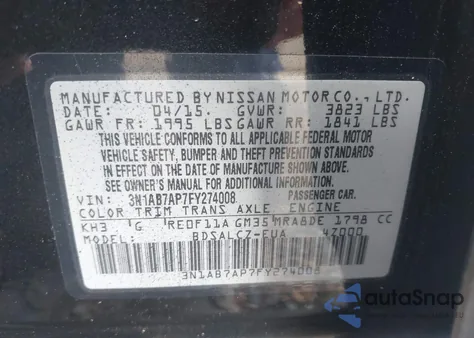 MANUFACTURED BY NISSAN MOTOR CO., LTD.
DATE: 04/15. GVWR: 3823 LBS
GAWR FR: 1995 LBS GAWR RR: 1841 LBS
THIS VEHICLE CONFORMS TO ALL APPLICABLE FEDERAL MOTOR
VEHICLE SAFETY, BUMPER AND THEFT PREVENTION STANDARDS
IN EFFECT ON THE DATE OF MANUFACTURE SHOWN ABOVE.
SEE OWNER'S MANUAL, FOR ADDITIONAL INFORMATION.
VIN: 3N1AB7AP7FY274008 PASSENGER CAR.
COLOR TRIM TRANS AXLE ENGINE
KH3 G RE0F11A GM35 MRA8DE 1798 CC
MODEL: BDSALCZ-EUA 47000
3N1AB7AP7FY274008
autoSnap